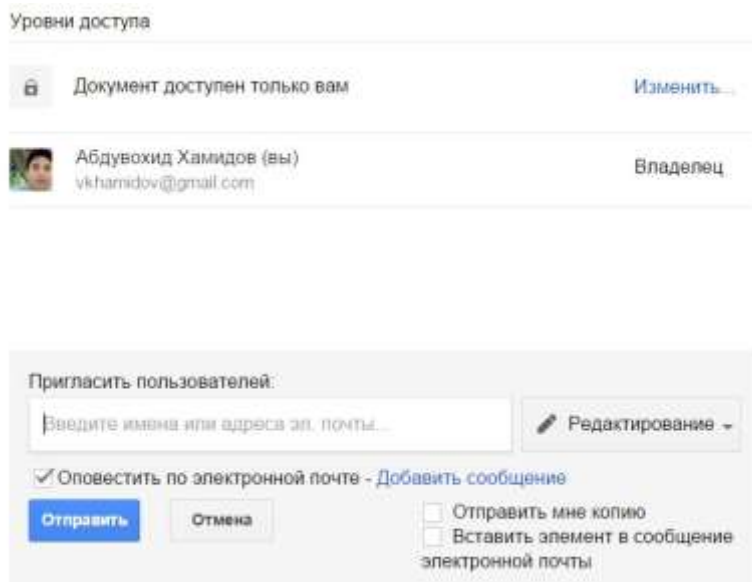 Уровни доступа
Документ доступен только вам
Изменить...
Абдувохид Хамидов (вы)
Владелец
vkhamidov@gmail.com
Пригласить пользователей:
Введите имена или адреса эл. почты...
Редактирование
Оповестить по электронной почте - Добавить сообщение
Отправить
Отмена
Отправить мне копию
Вставить элемент в сообщение
электронной почты